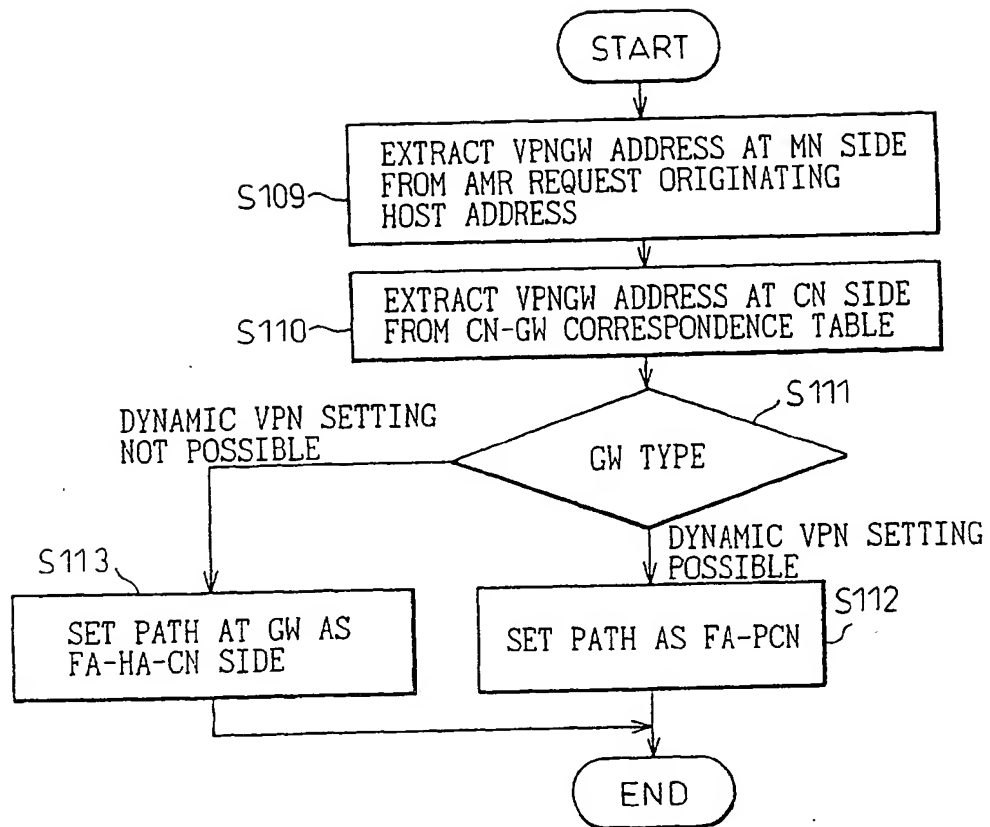 START
EXTRACT VPNGW ADDRESS AT MN SIDE
FROM AMR REQUEST ORIGINATING
HOST ADDRESS
S109
EXTRACT VPNGW ADDRESS AT CN SIDE
FROM CN-GW CORRESPONDENCE TABLE
S110
S111
GW TYPE
DYNAMIC VPN SETTING
NOT POSSIBLE
DYNAMIC VPN SETTING
POSSIBLE
S113
SET PATH AT GW AS
FA-HA-CN SIDE
S112
SET PATH AS FA-PCN
END